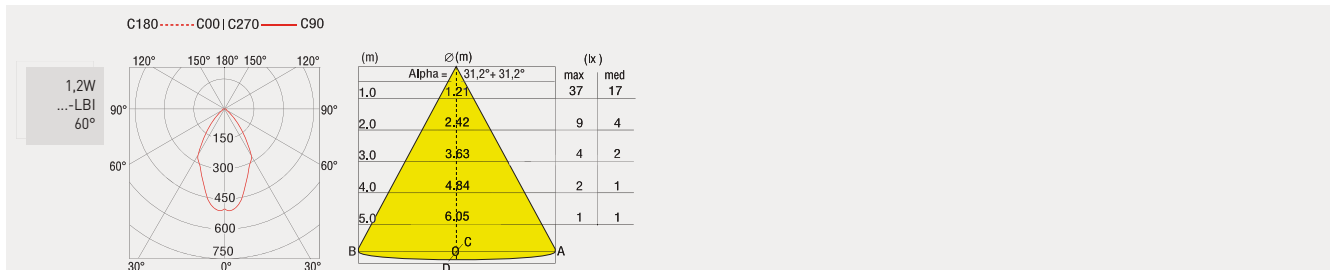 C180 ------- C00 | C270 —— C90
1,2W
...-LBI
60°
120° 150° 180° 150° 120°
90° 90°
150
60° 300 60°
450
600
750
30° 0° 30°
(m) ∅(m) (lx)
Alpha = 31,2°+ 31,2° max med
1.0 1.21 37 17
2.0 2.42 9 4
3.0 3.63 4 2
4.0 4.84 2 1
5.0 6.05 1 1
C
B O A
D